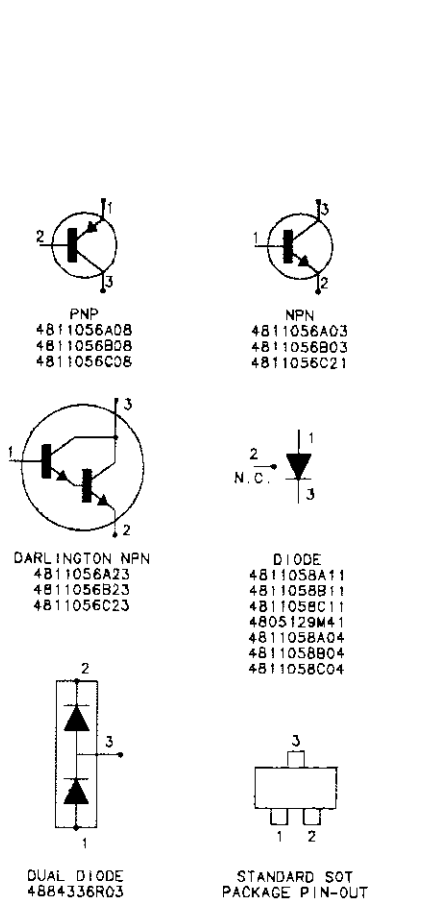 1
2
3
PNP
4811056A08
4811056B08
4811056C08
3
1
2
NPN
4811056A03
4811056B03
4811056C21
3
1
2
DARLINGTON NPN
4811056A23
4811056B23
4811056C23
1
2
N.C.
3
DIODE
4811058A11
4811058B11
4811058C11
4805129M41
4811058A04
4811058B04
4811058C04
2
3
1
DUAL DIODE
4884336R03
3
1 2
STANDARD SOT
PACKAGE PIN-OUT